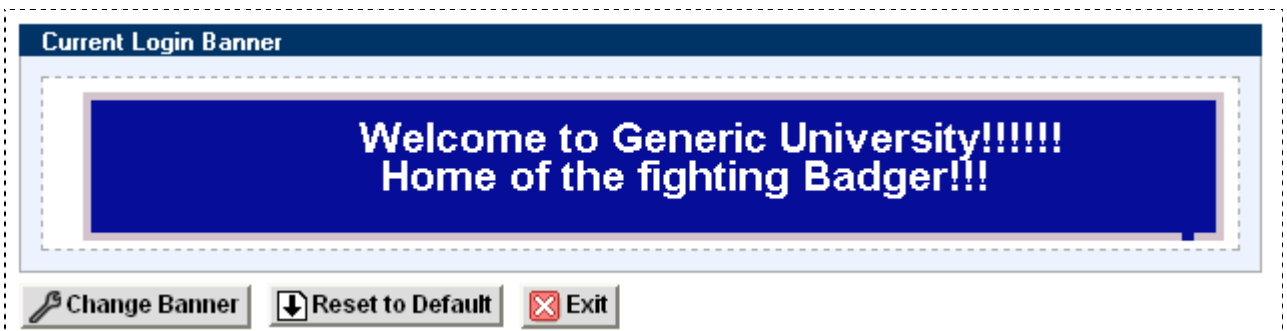 Current Login Banner
Welcome to Generic University!!!!!!
Home of the fighting Badger!!!
Change Banner Reset to Default Exit